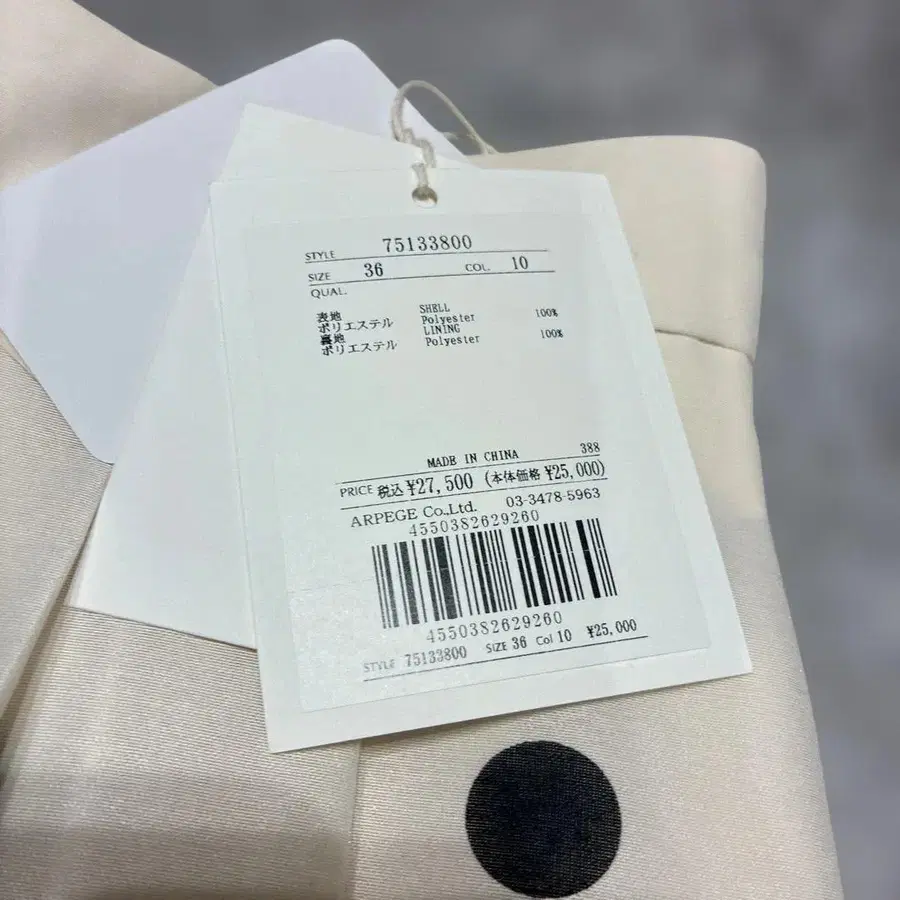 STYLE 75133800
SIZE 36 COL. 10
QUAL.
表地 SHELL
ポリエステル Polyester 100%
裏地 LINING
ポリエステル Polyester 100%
MADE IN CHINA 388
PRICE 税込 ¥27,500 (本体価格 ¥25,000)
ARPEGE Co.,Ltd. 03-3478-5963
4550382629260
4550382629260
STYLE 75133800 SIZE 36 Col 10 ¥25,000